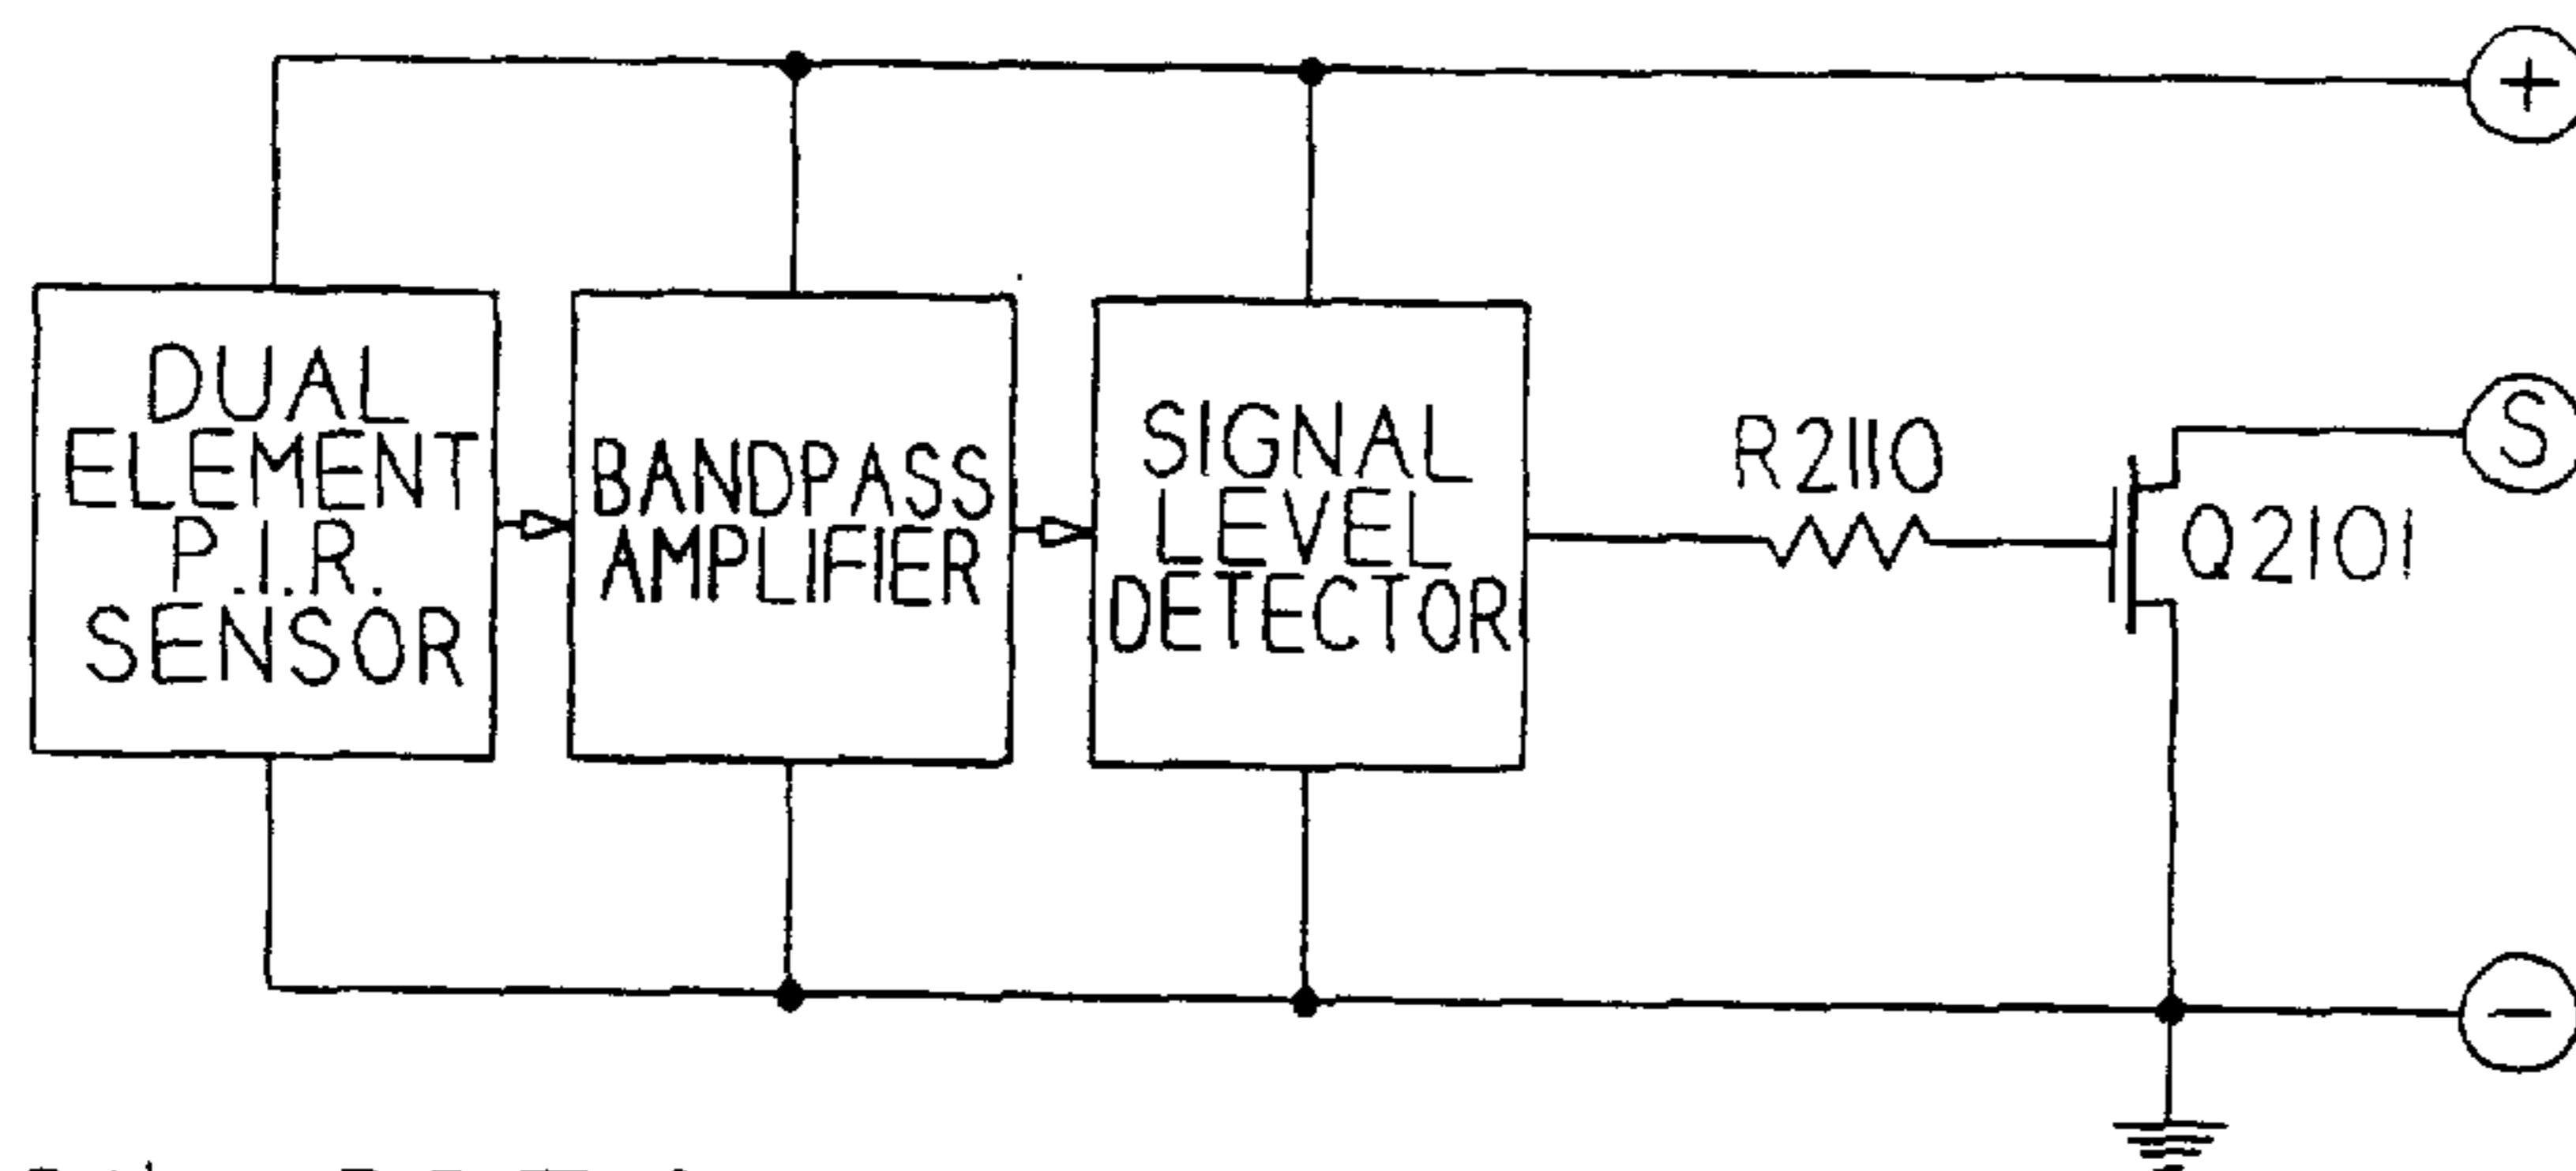 +
DUAL
ELEMENT
P.I.R.
SENSOR
BANDPASS
AMPLIFIER
SIGNAL
LEVEL
DETECTOR
R2110
S
Q2101
−